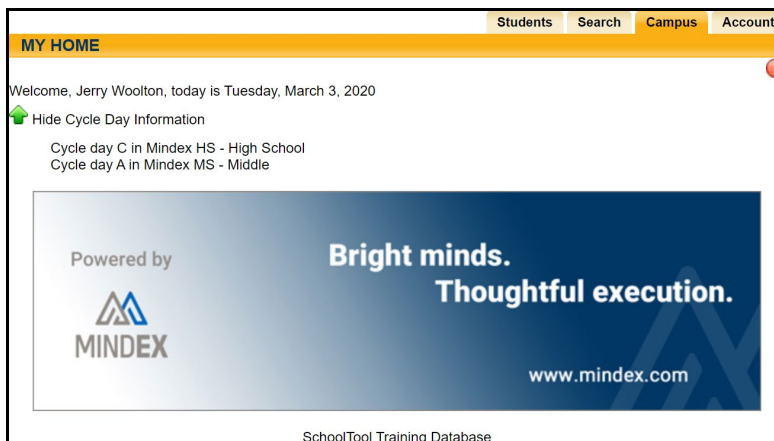 Students Search Campus Account
MY HOME
Welcome, Jerry Woolton, today is Tuesday, March 3, 2020
Hide Cycle Day Information
Cycle day C in Mindex HS - High School
Cycle day A in Mindex MS - Middle
Powered by
MINDEX
Bright minds.
Thoughtful execution.
www.mindex.com
SchoolTool Training Database